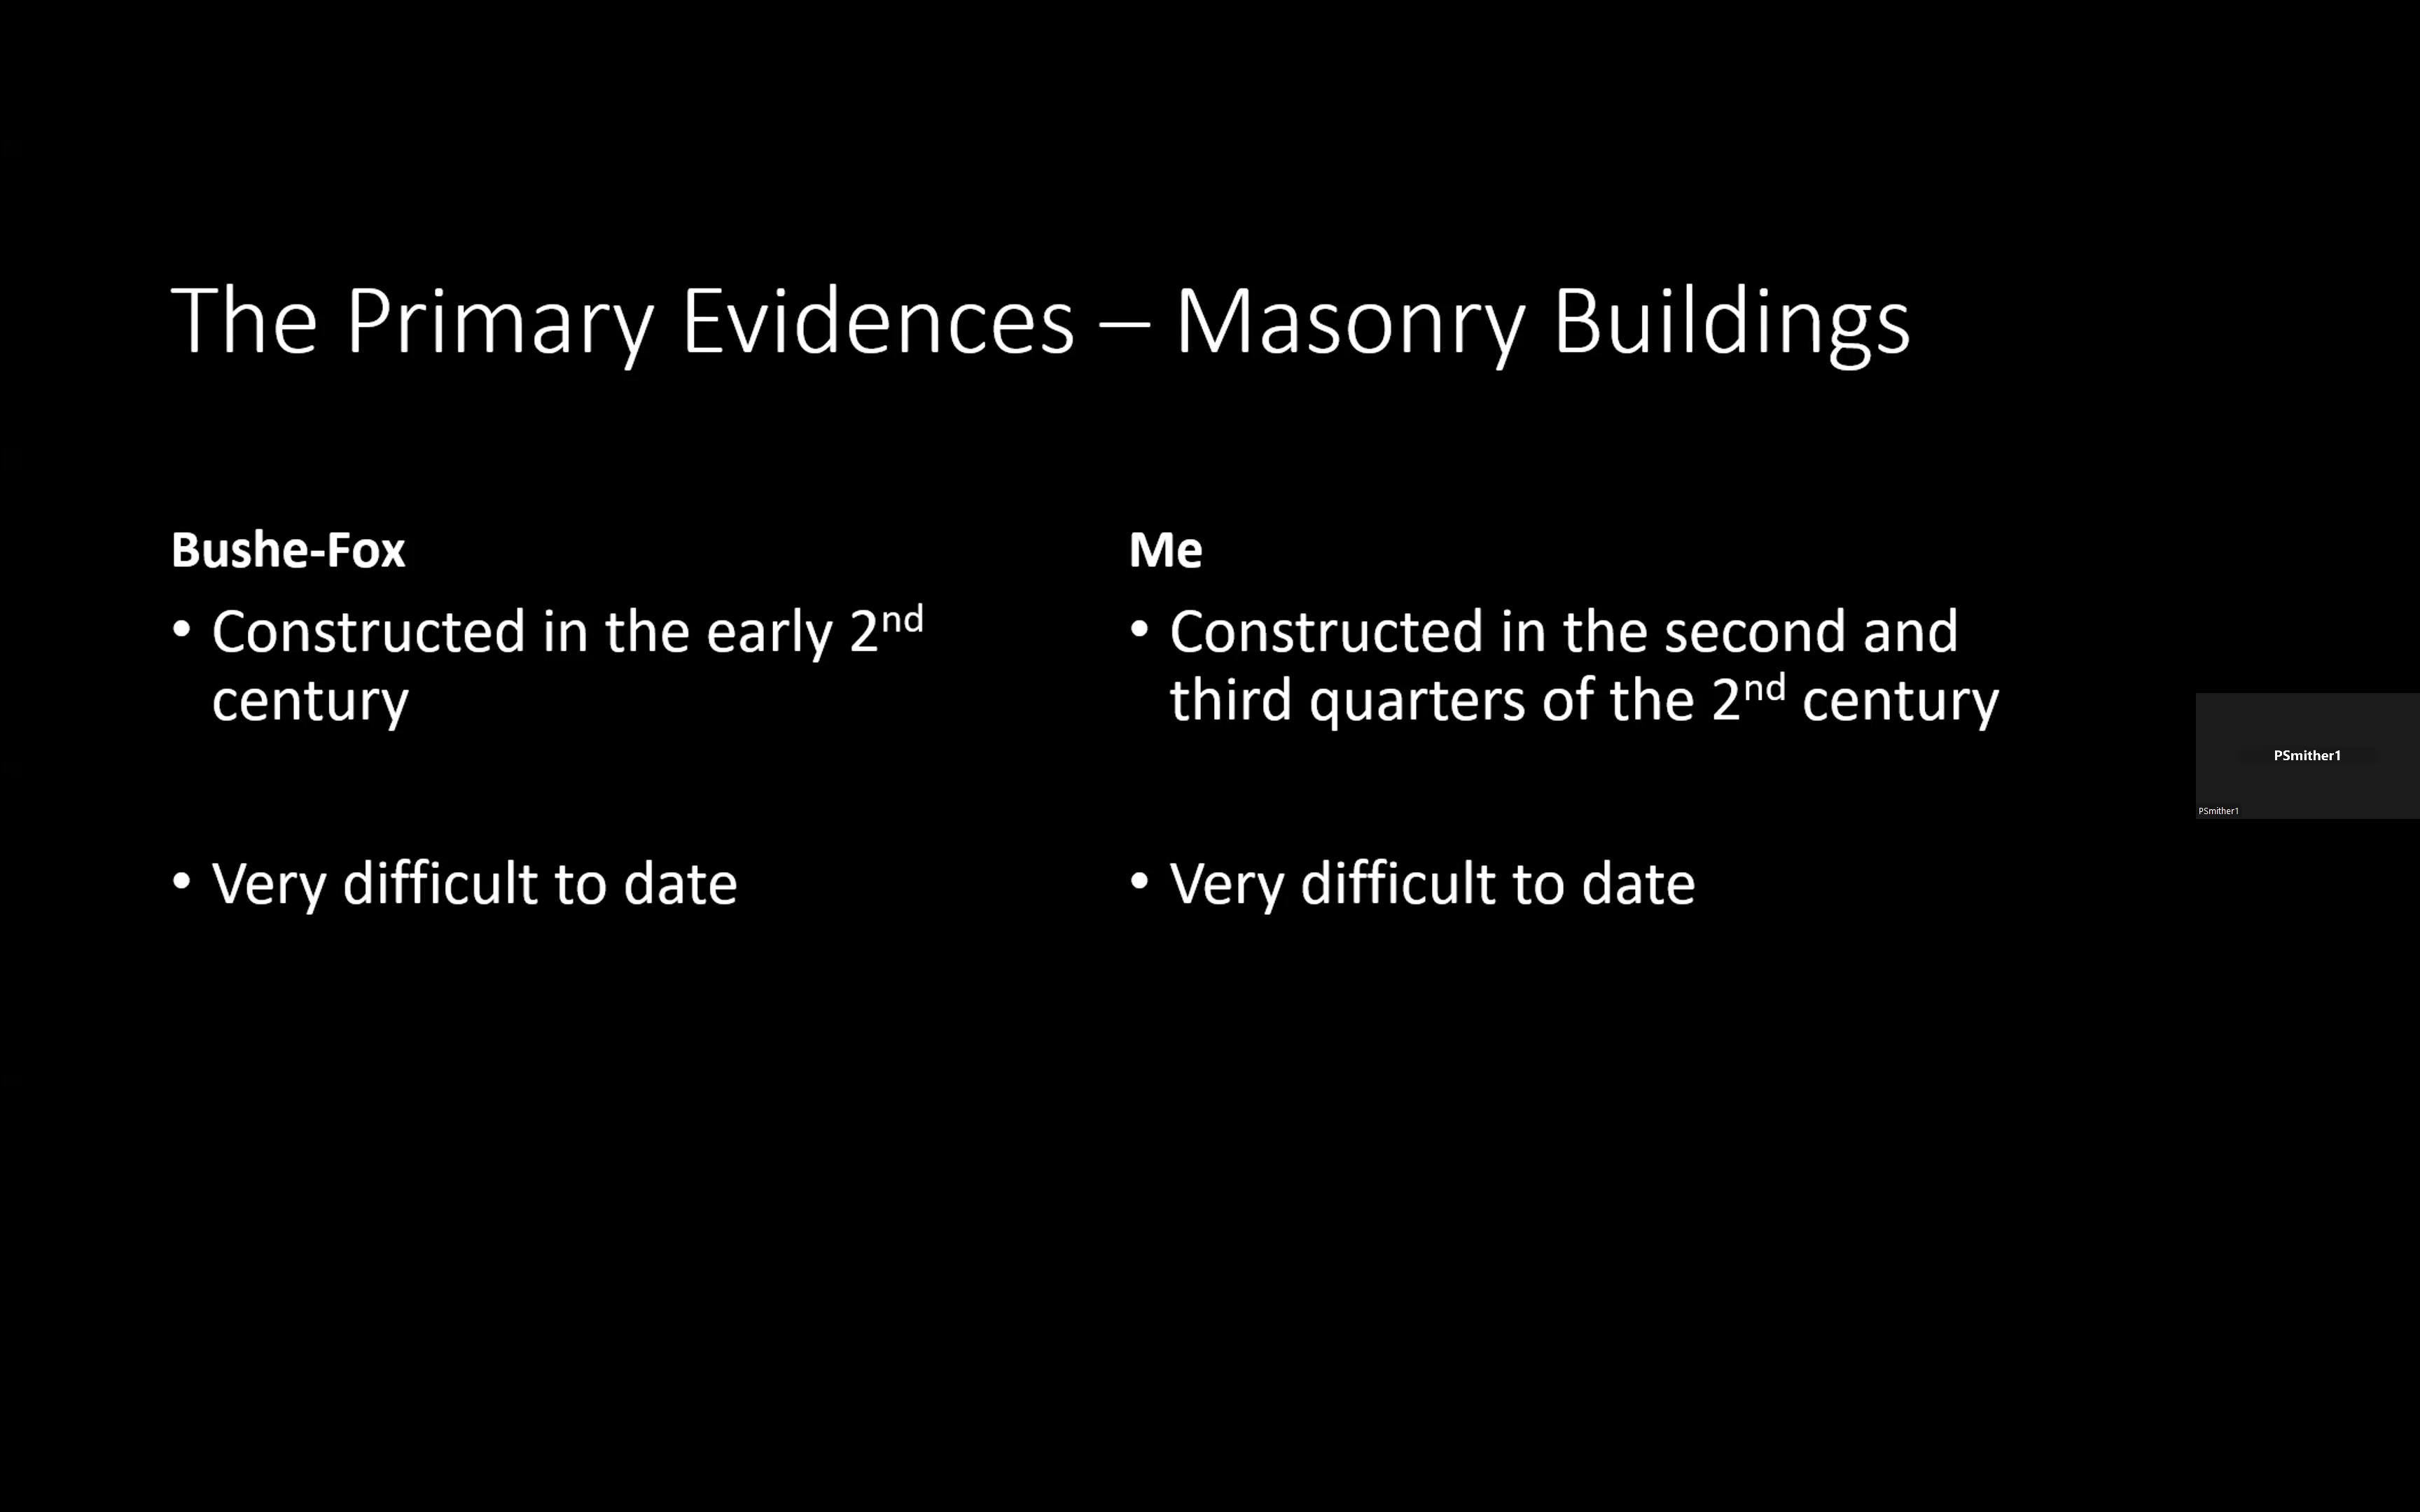 The Primary Evidences – Masonry Buildings
Bushe-Fox
• Constructed in the early 2nd
century
• Very difficult to date
Me
• Constructed in the second and
third quarters of the 2nd century
• Very difficult to date
PSmither1
PSmither1